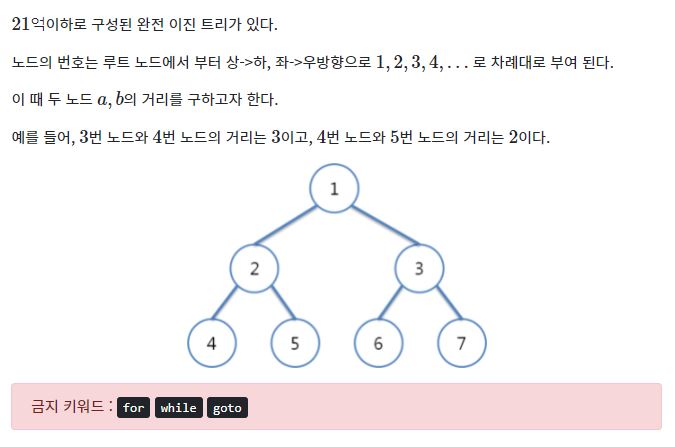 21억이하로 구성된 완전 이진 트리가 있다.
노드의 번호는 루트 노드에서 부터 상->하, 좌->우방향으로 1, 2, 3, 4, ... 로 차례대로 부여 된다.
이 때 두 노드 a, b의 거리를 구하고자 한다.
예를 들어, 3번 노드와 4번 노드의 거리는 3이고, 4번 노드와 5번 노드의 거리는 2이다.
1
2 3
4 5 6 7
금지 키워드 : for while goto